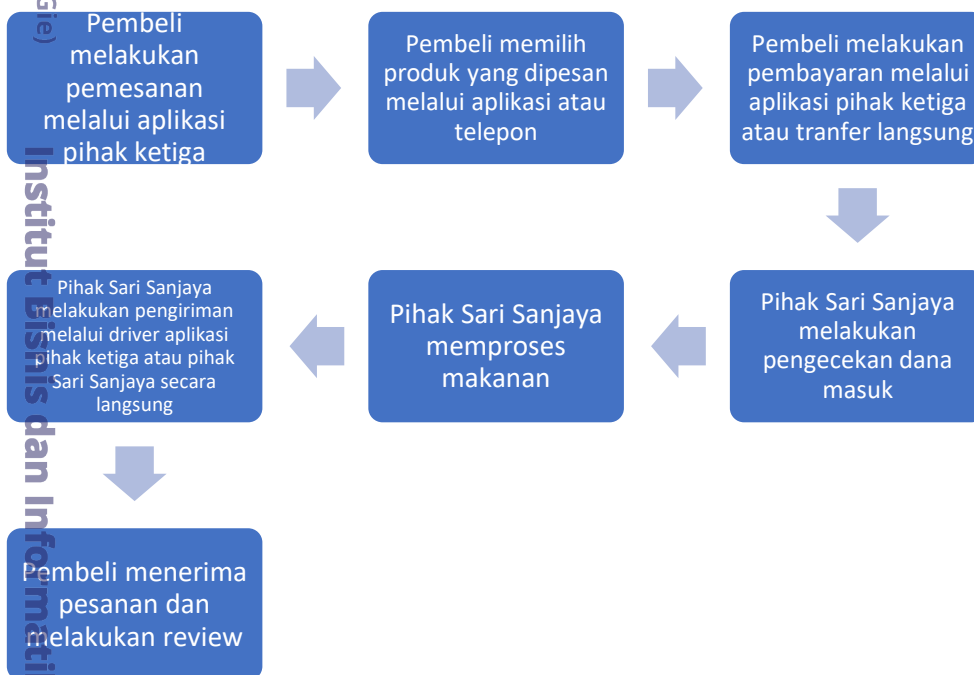 Pembeli
melakukan
pemesanan
melalui aplikasi
pihak ketiga
Pembeli memilih
produk yang dipesan
melalui aplikasi atau
telepon
Pembeli melakukan
pembayaran melalui
aplikasi pihak ketiga
atau tranfer langsung
Pihak Sari Sanjaya
melakukan
pengecekan dana
masuk
Pihak Sari Sanjaya
memproses
makanan
Pihak Sari Sanjaya
melakukan pengiriman
melalui driver aplikasi
pihak ketiga atau pihak
Sari Sanjaya secara
langsung
Pembeli menerima
pesanan dan
melakukan review
Gie)
Institut Bisnis dan Informati